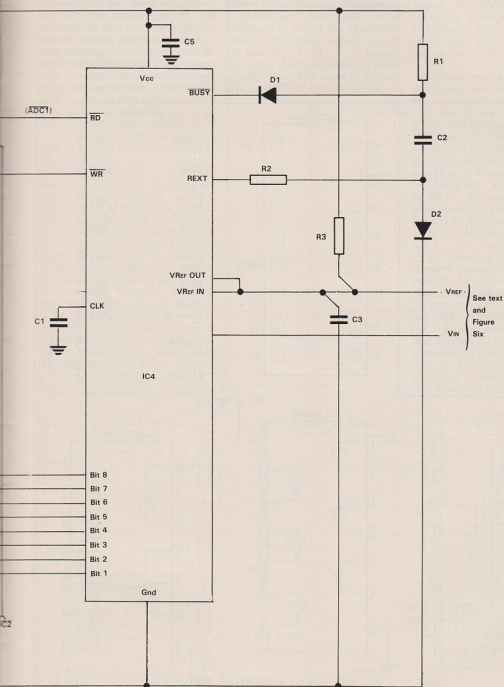 C5
Vcc
R1
D1
BUSY
(ADC1)
RD
C2
WR
REXT
R2
D2
R3
VREF OUT
VREF IN
VREF
See text
and
Figure
Six
CLK
C1
C3
VIN
IC4
Bit 8
Bit 7
Bit 6
Bit 5
Bit 4
Bit 3
Bit 2
Bit 1
Gnd